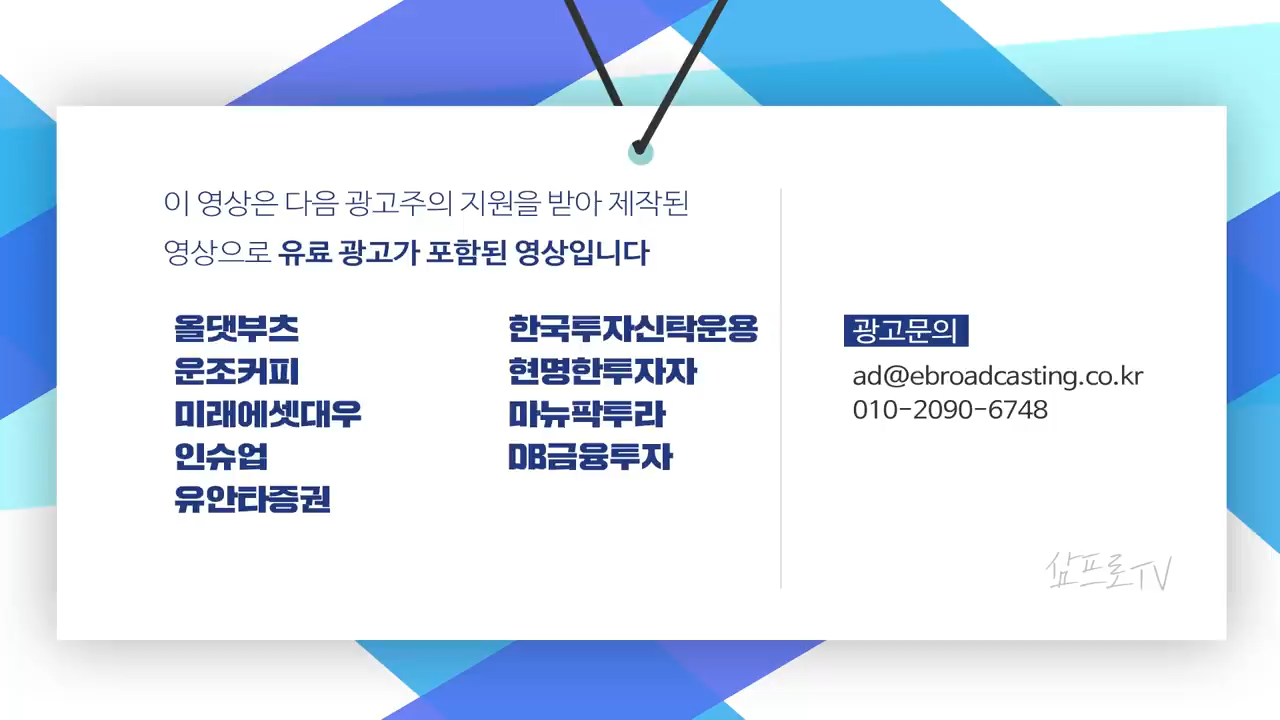 이 영상은 다음 광고주의 지원을 받아 제작된
영상으로 유료 광고가 포함된 영상입니다
올댓부츠
운조커피
미래에셋대우
인슈업
유안타증권
한국투자신탁운용
현명한투자자
마뉴팍투라
DB금융투자
광고문의
ad@ebroadcasting.co.kr
010-2090-6748
삼프로TV